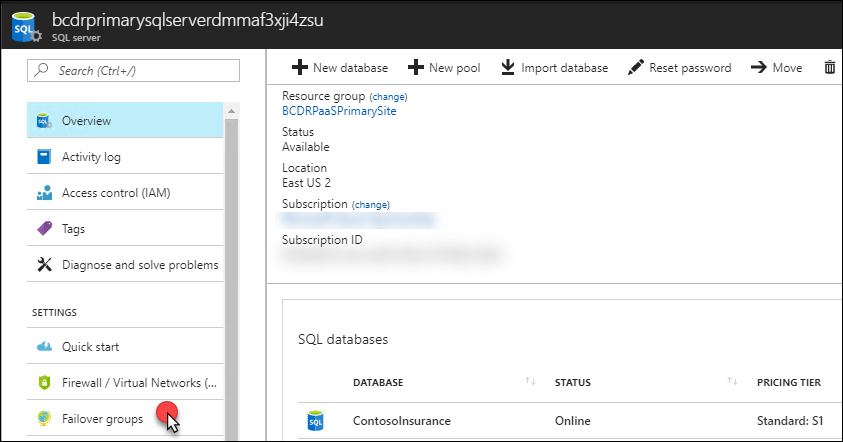 bcdrprimarysqlserverdmmaf3xji4zsu
SQL server
Search (Ctrl+/)
Overview
Activity log
Access control (IAM)
Tags
Diagnose and solve problems
SETTINGS
Quick start
Firewall / Virtual Networks (...
Failover groups
New database
New pool
Import database
Reset password
Move
Resource group (change)
BCDRPaaSPrimarySite
Status
Available
Location
East US 2
Subscription (change)
Subscription ID
SQL databases
DATABASE STATUS PRICING TIER
ContosoInsurance Online Standard: S1